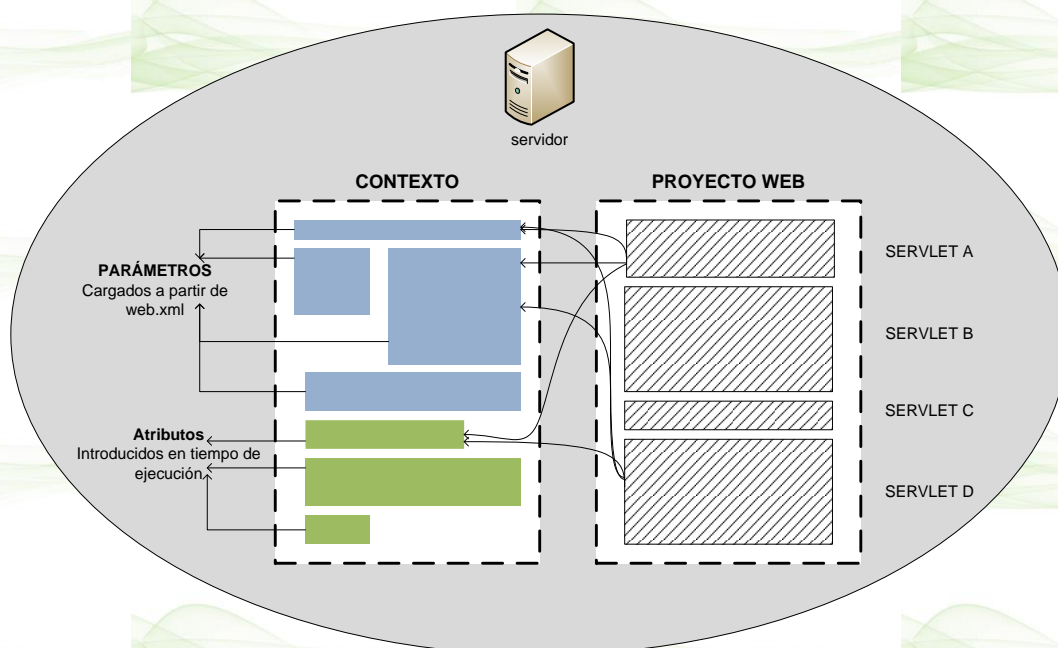 servidor
CONTEXTO
PROYECTO WEB
PARÁMETROS
Cargados a partir de
web.xml
Atributos
Introducidos en tiempo de
ejecución
SERVLET A
SERVLET B
SERVLET C
SERVLET D